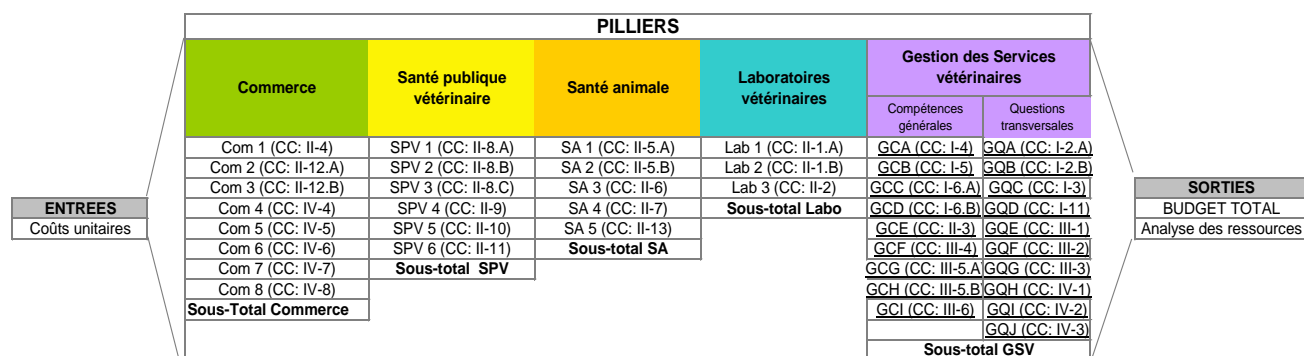 PILLIERS
Commerce
Santé publique
vétérinaire
Santé animale
Laboratoires
vétérinaires
Gestion des Services
vétérinaires
Compétences
générales
Questions
transversales
Com 1 (CC: II-4) SPV 1 (CC: II-8.A) SA 1 (CC: II-5.A) Lab 1 (CC: II-1.A) GCA (CC: I-4) GQA (CC: I-2.A)
Com 2 (CC: II-12.A) SPV 2 (CC: II-8.B) SA 2 (CC: II-5.B) Lab 2 (CC: II-1.B) GCB (CC: I-5) GQB (CC: I-2.B)
Com 3 (CC: II-12.B) SPV 3 (CC: II-8.C) SA 3 (CC: II-6) Lab 3 (CC: II-2) GCC (CC: I-6.A) GQC (CC: I-3)
ENTREES Com 4 (CC: IV-4) SPV 4 (CC: II-9) SA 4 (CC: II-7) Sous-total Labo GCD (CC: I-6.B) GQD (CC: I-11)
Coûts unitaires Com 5 (CC: IV-5) SPV 5 (CC: II-10) SA 5 (CC: II-13) GCE (CC: II-3) GQE (CC: III-1)
Com 6 (CC: IV-6) SPV 6 (CC: II-11) Sous-total SA GCF (CC: III-4) GQF (CC: III-2)
Com 7 (CC: IV-7) Sous-total SPV GCG (CC: III-5.A) GQG (CC: III-3)
Com 8 (CC: IV-8) GCH (CC: III-5.B) GQH (CC: IV-1)
Sous-Total Commerce GCI (CC: III-6) GQI (CC: IV-2)
GQJ (CC: IV-3)
Sous-total GSV
SORTIES
BUDGET TOTAL
Analyse des ressources